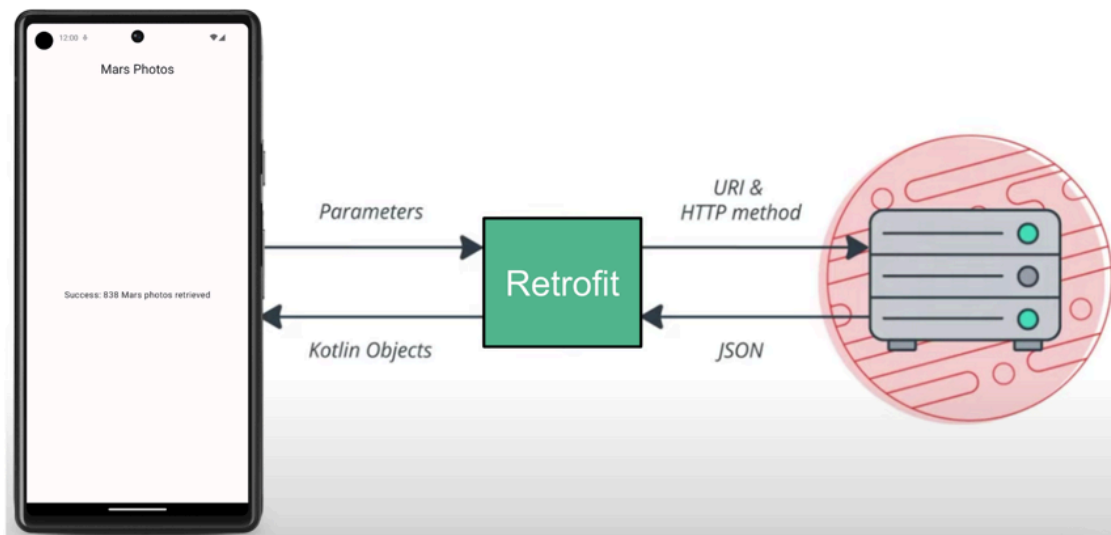 12:00
Mars Photos
Success: 838 Mars photos retrieved
Parameters
Kotlin Objects
Retrofit
URI &
HTTP method
JSON